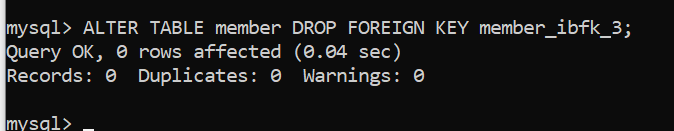 mysql> ALTER TABLE member DROP FOREIGN KEY member_ibfk_3;
Query OK, 0 rows affected (0.04 sec)
Records: 0  Duplicates: 0  Warnings: 0
mysql> _